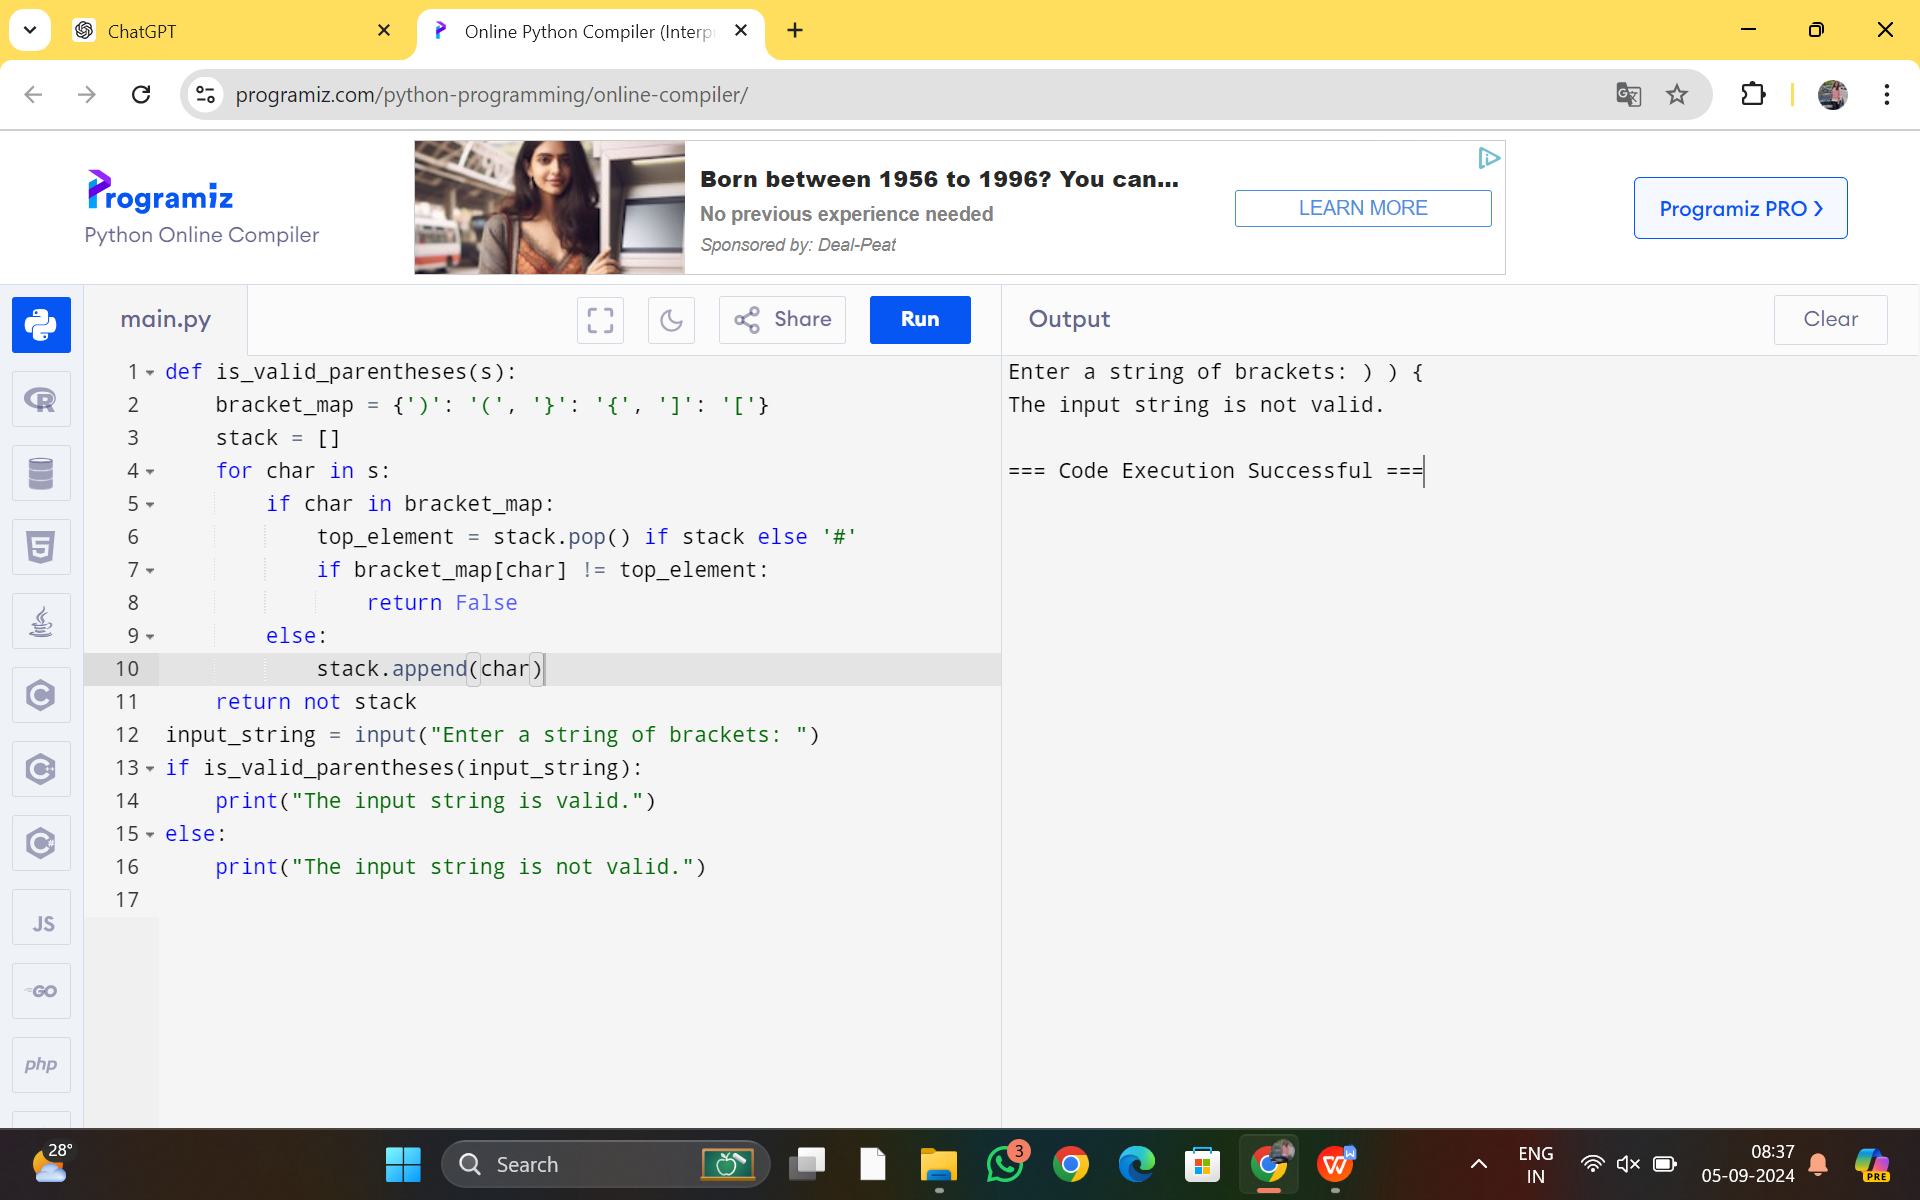 ChatGPT
Online Python Compiler (Interp
programiz.com/python-programming/online-compiler/
Programiz
Python Online Compiler
Born between 1956 to 1996? You can...
No previous experience needed
Sponsored by: Deal-Peat
LEARN MORE
Programiz PRO >
main.py
Share
Run
Output
Clear
1 def is_valid_parentheses(s):
2     bracket_map = {')': '(', '}': '{', ']': '['}
3     stack = []
4     for char in s:
5         if char in bracket_map:
6             top_element = stack.pop() if stack else '#'
7             if bracket_map[char] != top_element:
8                 return False
9         else:
10             stack.append(char)
11     return not stack
12 input_string = input("Enter a string of brackets: ")
13 if is_valid_parentheses(input_string):
14     print("The input string is valid.")
15 else:
16     print("The input string is not valid.")
17
Enter a string of brackets: ) ) {
The input string is not valid.
=== Code Execution Successful ===
R
5
C
C
C#
JS
GO
php
28°
Search
3
W
ENG
IN
08:37
05-09-2024
PRE